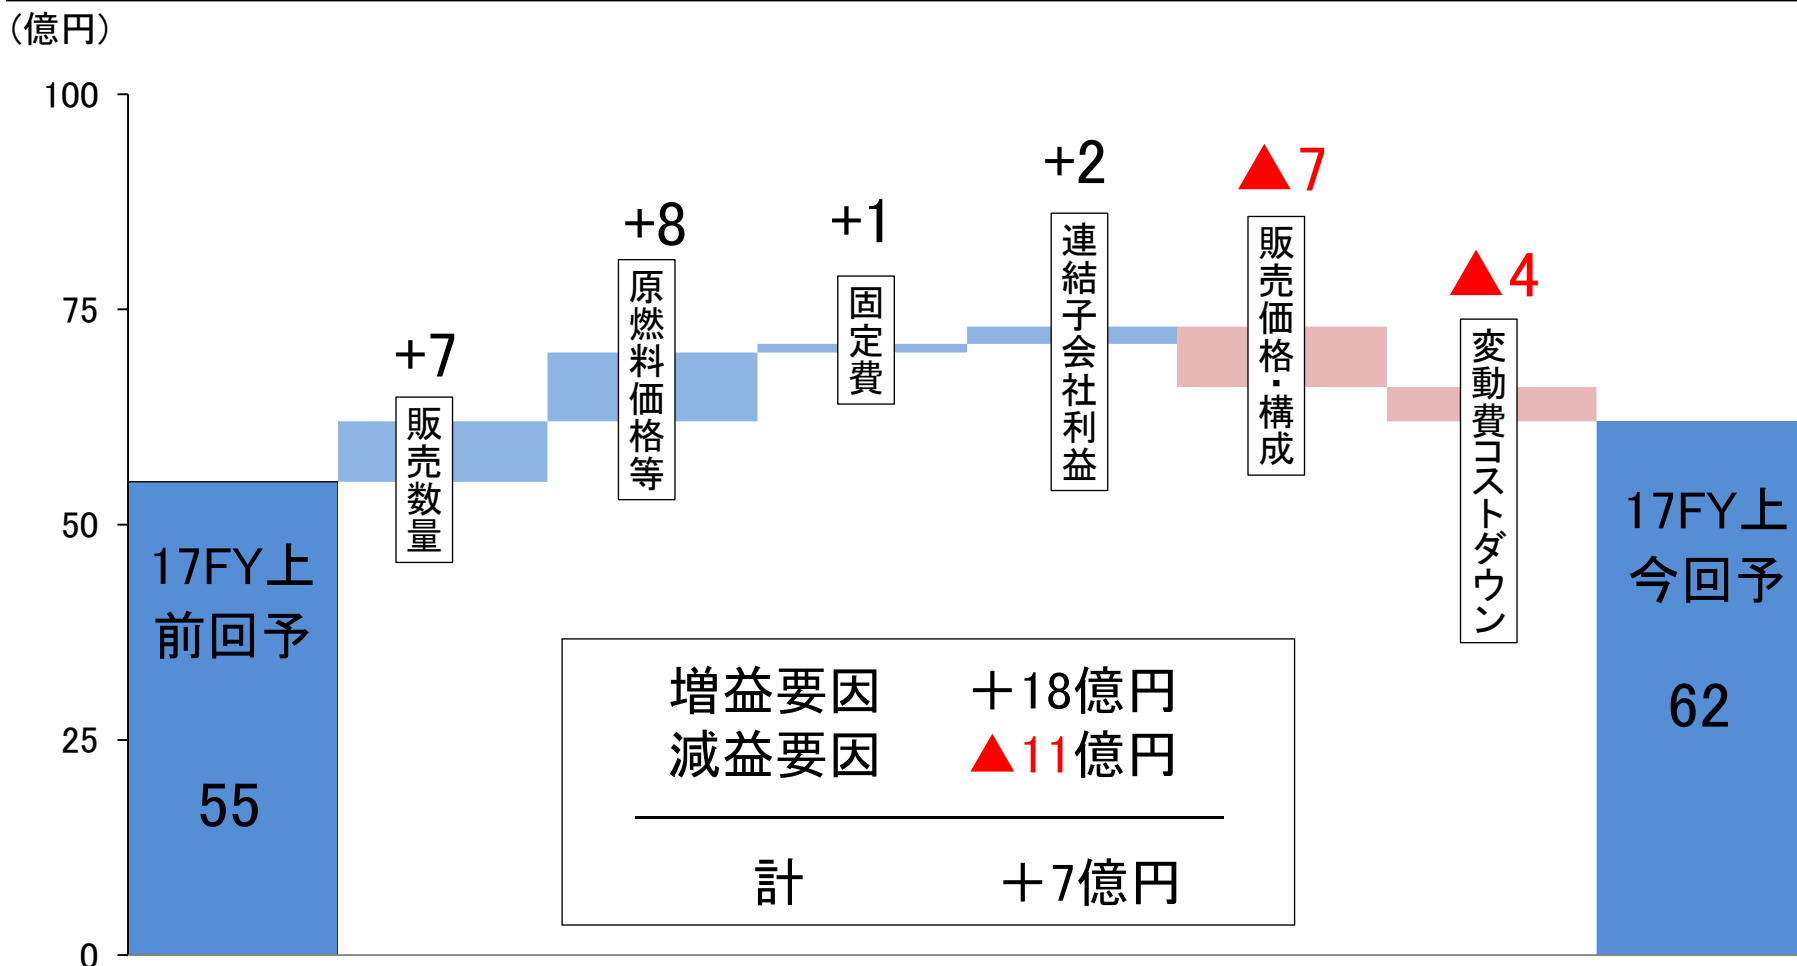 （億円）
100
75
50
25
0
17FY上
前回予
55
+7
販売数量
+8
原燃料価格等
+1
固定費
+2
連結子会社利益
▲7
販売価格・構成
▲4
変動費コストダウン
17FY上
今回予
62
増益要因 +18億円
減益要因 ▲11億円
計 +7億円